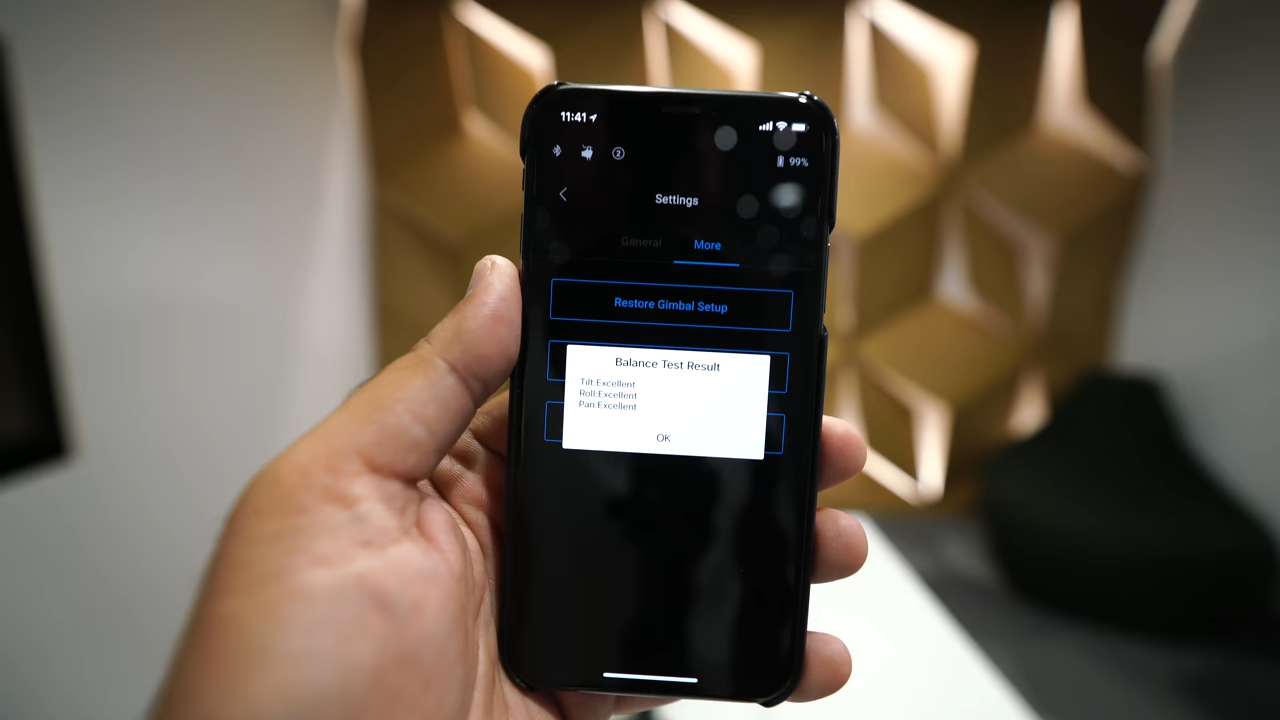 11:41
2
99%
Settings
General
More
Restore Gimbal Setup
Balance Test Result
Tilt:Excellent
Roll:Excellent
Pan:Excellent
OK